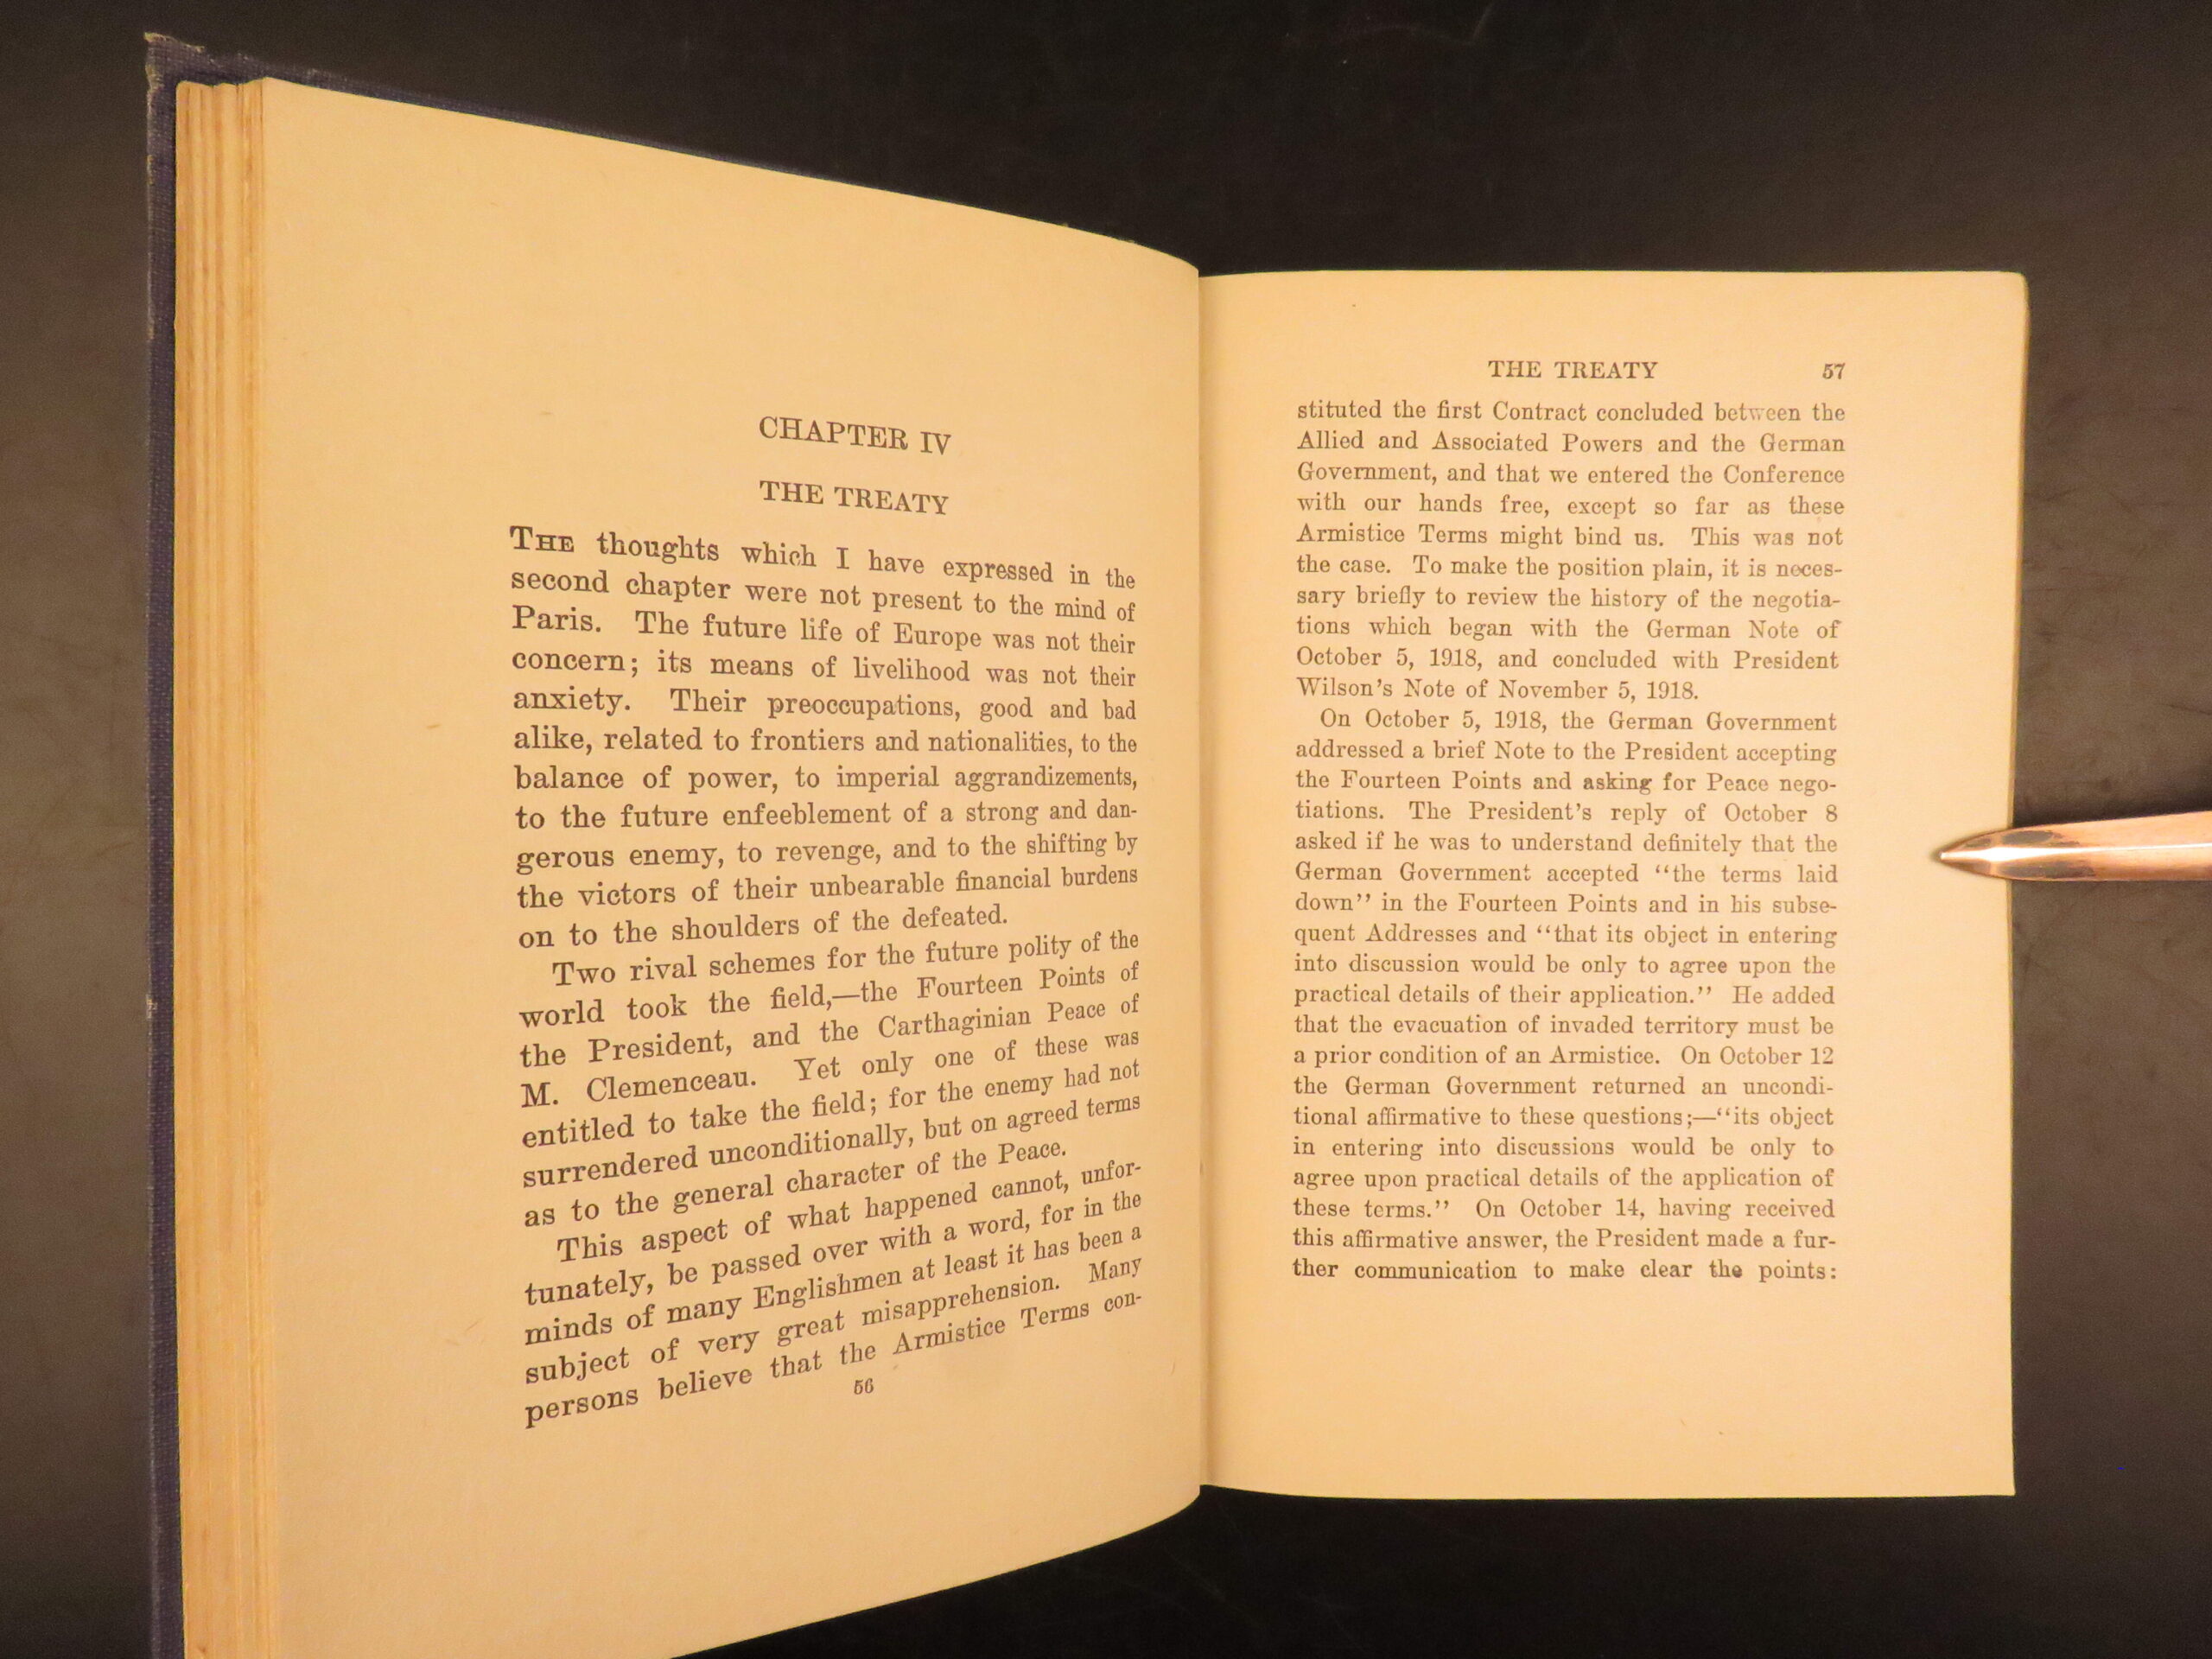 CHAPTER IV
THE TREATY
THE thoughts which I have expressed in the
second chapter were not present to the mind of
Paris. The future life of Europe was not their
concern; its means of livelihood was not their
anxiety. Their preoccupations, good and bad
alike, related to frontiers and nationalities, to the
balance of power, to imperial aggrandizements,
to the future enfeeblement of a strong and dan-
gerous enemy, to revenge, and to the shifting by
the victors of their unbearable financial burdens
on to the shoulders of the defeated.
Two rival schemes for the future polity of the
world took the field,—the Fourteen Points of
the President, and the Carthaginian Peace of
M. Clemenceau. Yet only one of these was
entitled to take the field; for the enemy had not
surrendered unconditionally, but on agreed terms
as to the general character of the Peace.
This aspect of what happened cannot, unfor-
tunately, be passed over with a word, for in the
minds of many Englishmen at least it has been a
subject of very great misapprehension. Many
persons believe that the Armistice Terms con-
56
THE TREATY 57
stituted the first Contract concluded between the
Allied and Associated Powers and the German
Government, and that we entered the Conference
with our hands free, except so far as these
Armistice Terms might bind us. This was not
the case. To make the position plain, it is neces-
sary briefly to review the history of the negotia-
tions which began with the German Note of
October 5, 1918, and concluded with President
Wilson's Note of November 5, 1918.
On October 5, 1918, the German Government
addressed a brief Note to the President accepting
the Fourteen Points and asking for Peace nego-
tiations. The President's reply of October 8
asked if he was to understand definitely that the
German Government accepted "the terms laid
down" in the Fourteen Points and in his subse-
quent Addresses and "that its object in entering
into discussion would be only to agree upon the
practical details of their application." He added
that the evacuation of invaded territory must be
a prior condition of an Armistice. On October 12
the German Government returned an uncondi-
tional affirmative to these questions;—"its object
in entering into discussions would be only to
agree upon practical details of the application of
these terms." On October 14, having received
this affirmative answer, the President made a fur-
ther communication to make clear the points: